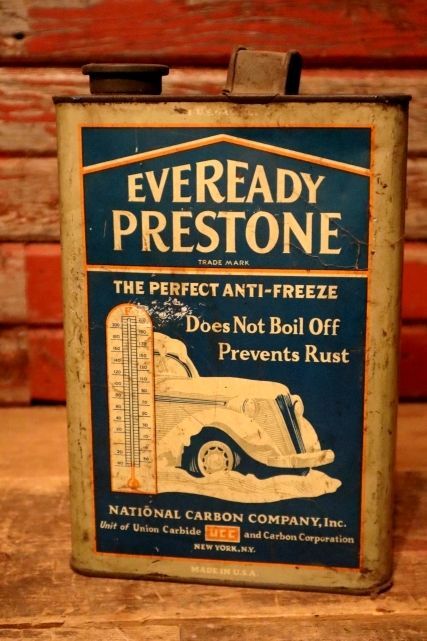 EVEREADY
PRESTONE
TRADE MARK
THE PERFECT ANTI-FREEZE
Does Not Boil Off
Prevents Rust
NATIONAL CARBON COMPANY, Inc.
Unit of Union Carbide UCC and Carbon Corporation
NEW YORK, N.Y.
MADE IN U.S.A.